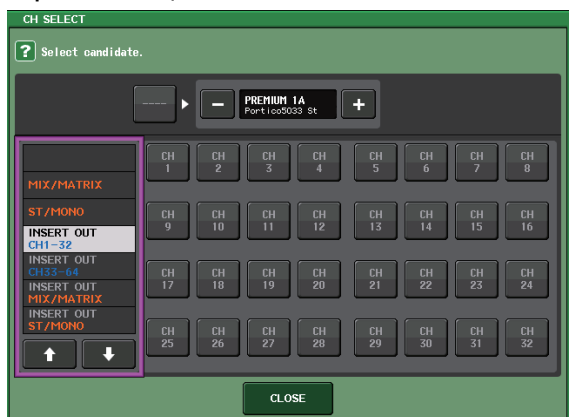 CH SELECT
? Select candidate.
----
PREMIUM 1A
Portico5033 St
MIX/MATRIX
ST/MONO
INSERT OUT
CH1-32
INSERT OUT
CH33-64
INSERT OUT
MIX/MATRIX
INSERT OUT
ST/MONO
CH 1
CH 2
CH 3
CH 4
CH 5
CH 6
CH 7
CH 8
CH 9
CH 10
CH 11
CH 12
CH 13
CH 14
CH 15
CH 16
CH 17
CH 18
CH 19
CH 20
CH 21
CH 22
CH 23
CH 24
CH 25
CH 26
CH 27
CH 28
CH 29
CH 30
CH 31
CH 32
CLOSE